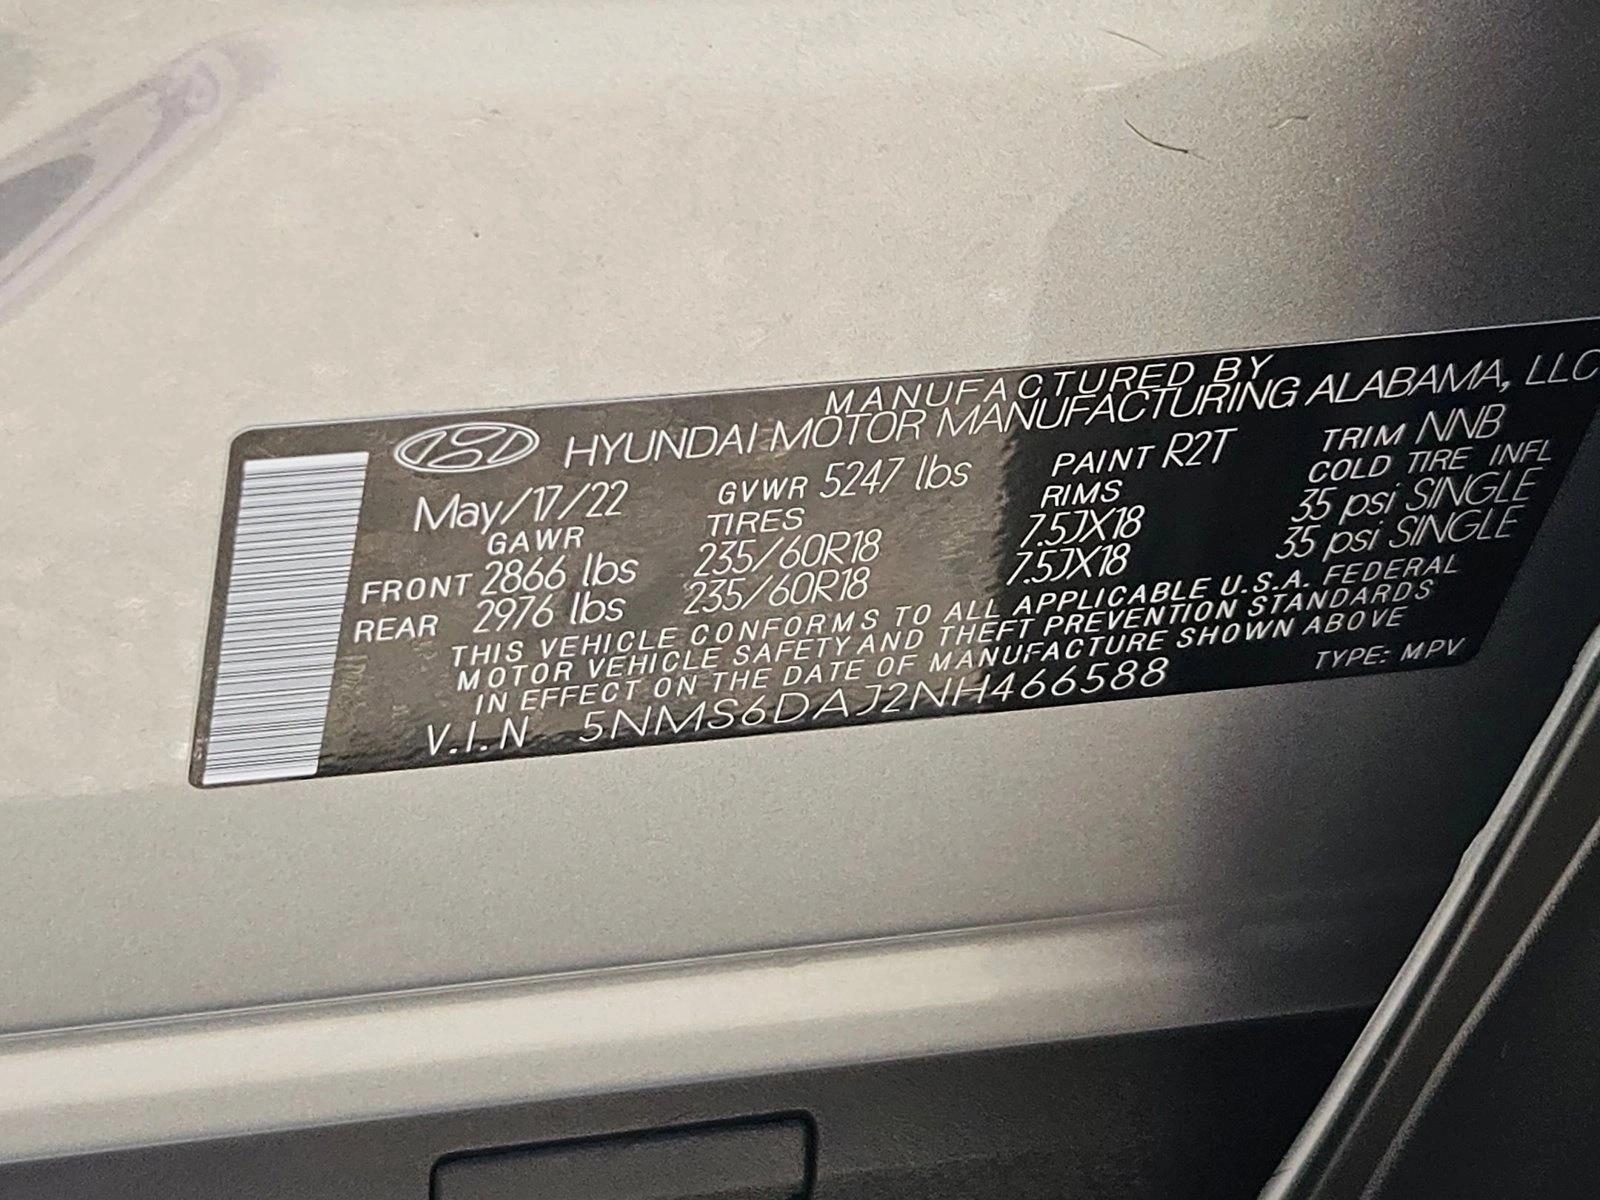 MANUFACTURED BY
HYUNDAI MOTOR MANUFACTURING ALABAMA, LLC
May/17/22 GVWR 5247 lbs PAINT R2T TRIM NNB
GAWR TIRES RIMS COLD TIRE INFL
FRONT 2866 lbs 235/60R18 7.5JX18 35 psi SINGLE
REAR 2976 lbs 235/60R18 7.5JX18 35 psi SINGLE
THIS VEHICLE CONFORMS TO ALL APPLICABLE U.S.A. FEDERAL
MOTOR VEHICLE SAFETY AND THEFT PREVENTION STANDARDS
IN EFFECT ON THE DATE OF MANUFACTURE SHOWN ABOVE
V.I.N 5NMS6DAJ2NH466588 TYPE: MPV